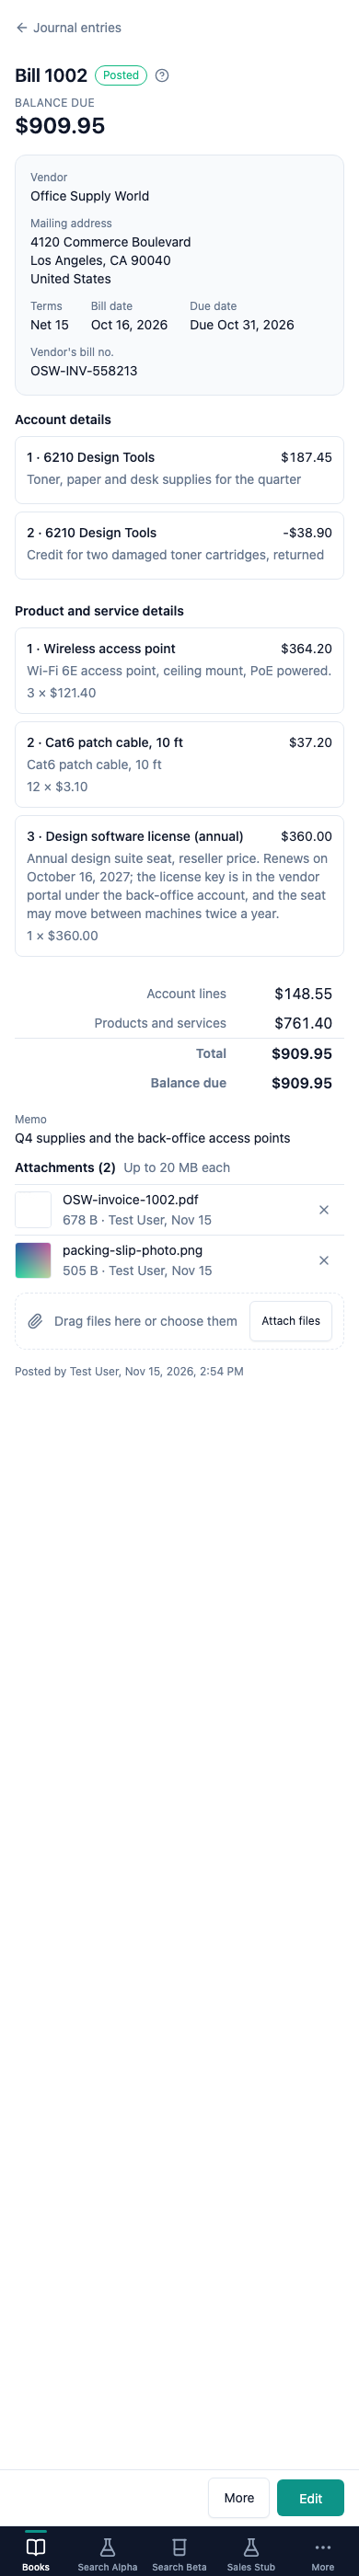 Journal entries
Bill 1002 Posted
BALANCE DUE
$909.95
Vendor
Office Supply World
Mailing address
4120 Commerce Boulevard
Los Angeles, CA 90040
United States
Terms Bill date Due date
Net 15 Oct 16, 2026 Due Oct 31, 2026
Vendor's bill no.
OSW-INV-558213
Account details
1 · 6210 Design Tools $187.45
Toner, paper and desk supplies for the quarter
2 · 6210 Design Tools -$38.90
Credit for two damaged toner cartridges, returned
Product and service details
1 · Wireless access point $364.20
Wi-Fi 6E access point, ceiling mount, PoE powered.
3 × $121.40
2 · Cat6 patch cable, 10 ft $37.20
Cat6 patch cable, 10 ft
12 × $3.10
3 · Design software license (annual) $360.00
Annual design suite seat, reseller price. Renews on
October 16, 2027; the license key is in the vendor
portal under the back-office account, and the seat
may move between machines twice a year.
1 × $360.00
Account lines $148.55
Products and services $761.40
Total $909.95
Balance due $909.95
Memo
Q4 supplies and the back-office access points
Attachments (2) Up to 20 MB each
OSW-invoice-1002.pdf
678 B · Test User, Nov 15
packing-slip-photo.png
505 B · Test User, Nov 15
Drag files here or choose them Attach files
Posted by Test User, Nov 15, 2026, 2:54 PM
More Edit
Books Search Alpha Search Beta Sales Stub More